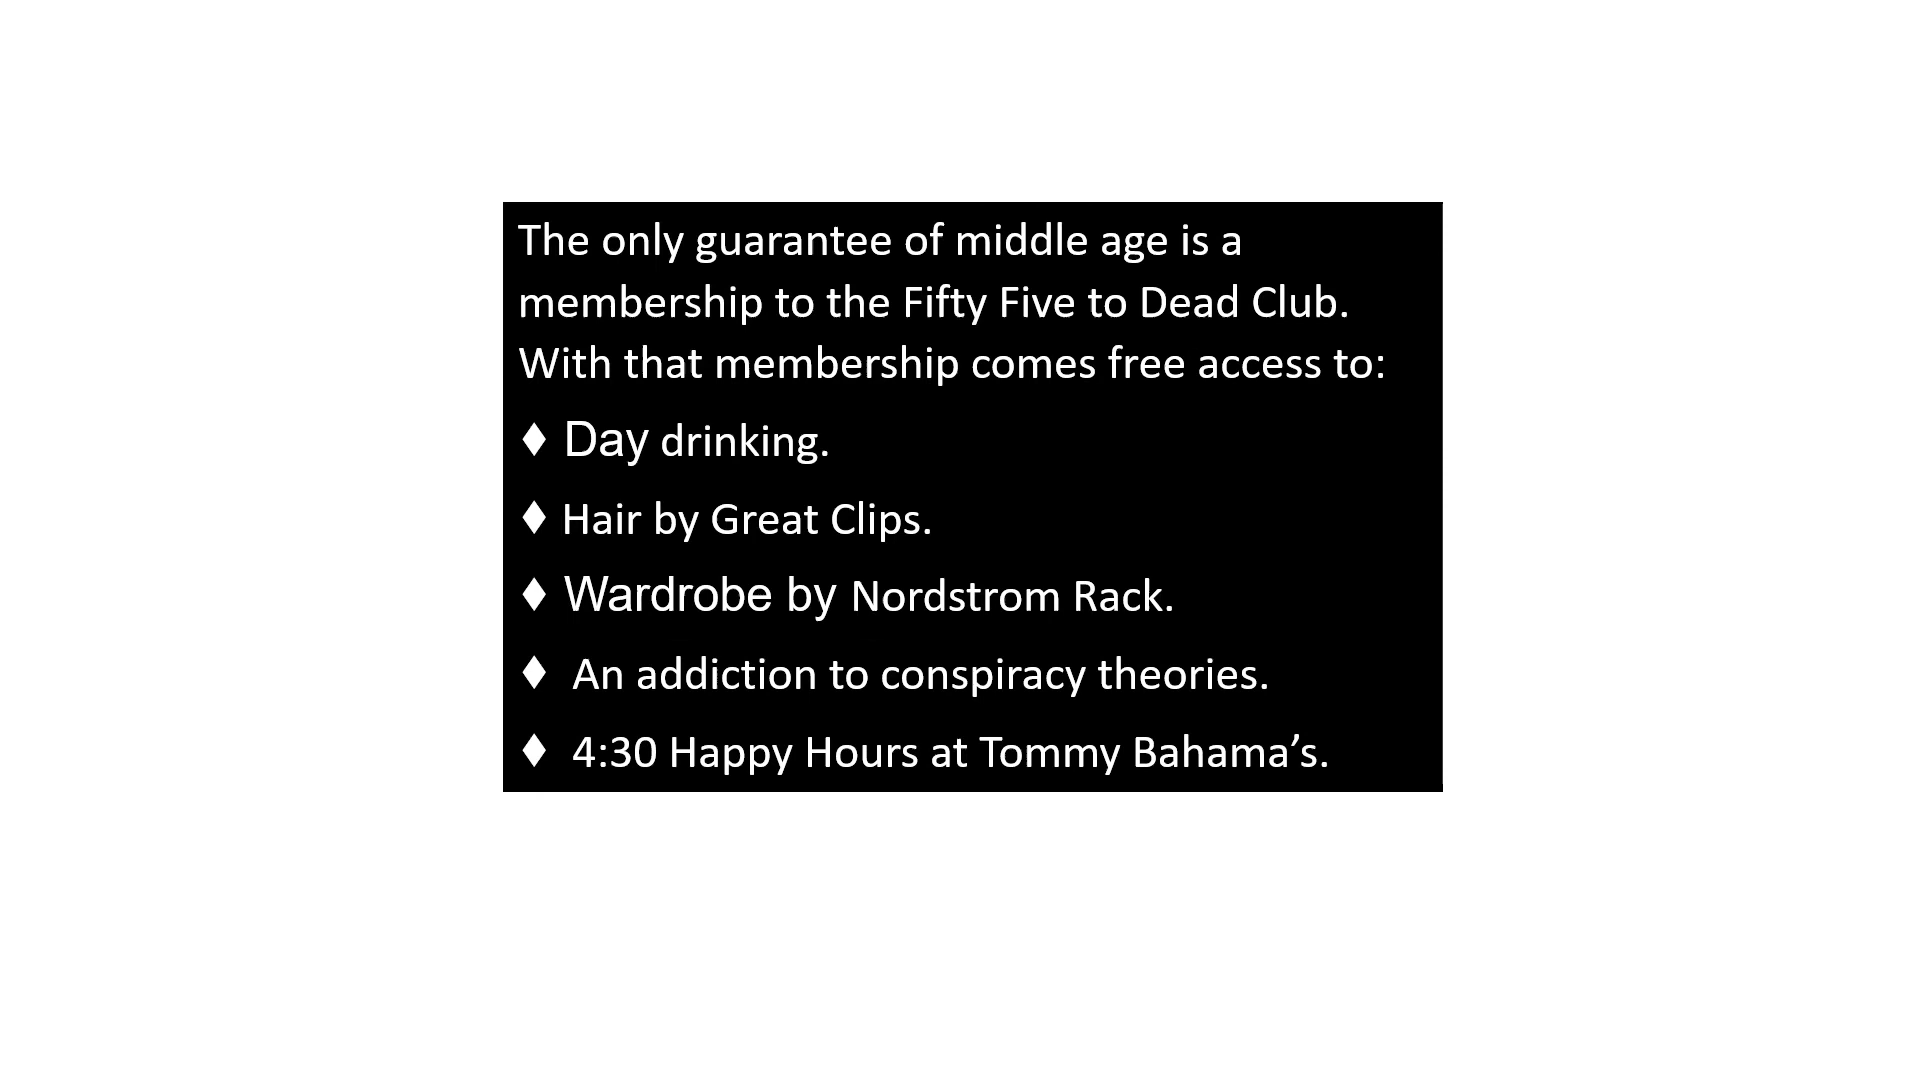 The only guarantee of middle age is a
membership to the Fifty Five to Dead Club.
With that membership comes free access to:
♦ Day drinking.
♦ Hair by Great Clips.
♦ Wardrobe by Nordstrom Rack.
♦ An addiction to conspiracy theories.
♦ 4:30 Happy Hours at Tommy Bahama’s.